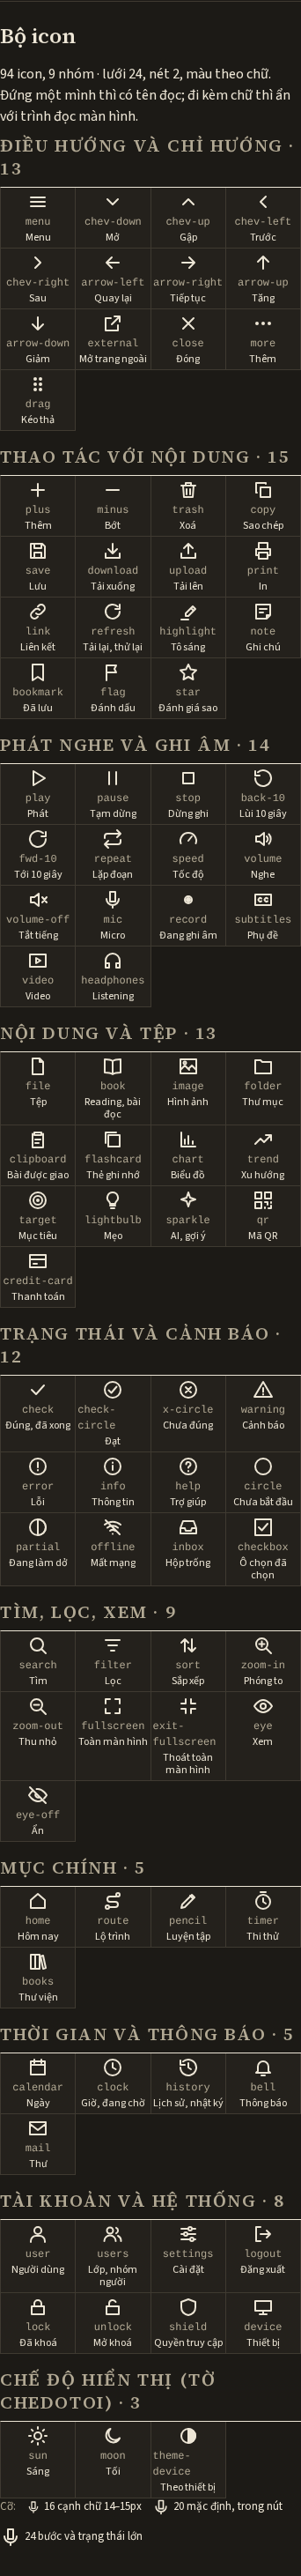 Bộ icon
94 icon, 9 nhóm · lưới 24, nét 2, màu theo chữ.
Đứng một mình thì có tên đọc; đi kèm chữ thì ẩn
với trình đọc màn hình.
ĐIỀU HƯỚNG VÀ CHỈ HƯỚNG ·
13
menu chev-down chev-up chev-left
Menu Mở Gập Trước
chev-right arrow-left arrow-right arrow-up
Sau Quay lại Tiếp tục Tăng
arrow-down external close more
Giảm Mở trang ngoài Đóng Thêm
drag
Kéo thả
THAO TÁC VỚI NỘI DUNG · 15
plus minus trash copy
Thêm Bớt Xoá Sao chép
save download upload print
Lưu Tải xuống Tải lên In
link refresh highlight note
Liên kết Tải lại, thử lại Tô sáng Ghi chú
bookmark flag star
Đã lưu Đánh dấu Đánh giá sao
PHÁT NGHE VÀ GHI ÂM · 14
play pause stop back-10
Phát Tạm dừng Dừng ghi Lùi 10 giây
fwd-10 repeat speed volume
Tới 10 giây Lặp đoạn Tốc độ Nghe
volume-off mic record subtitles
Tắt tiếng Micro Đang ghi âm Phụ đề
video headphones
Video Listening
NỘI DUNG VÀ TỆP · 13
file book image folder
Tệp Reading, bài Hình ảnh Thư mục
đọc
clipboard flashcard chart trend
Bài được giao Thẻ ghi nhớ Biểu đồ Xu hướng
target lightbulb sparkle qr
Mục tiêu Mẹo AI, gợi ý Mã QR
credit-card
Thanh toán
TRẠNG THÁI VÀ CẢNH BÁO ·
12
check check- x-circle warning
Đúng, đã xong circle Chưa đúng Cảnh báo
Đạt
error info help circle
Lỗi Thông tin Trợ giúp Chưa bắt đầu
partial offline inbox checkbox
Đang làm dở Mất mạng Hộp trống Ô chọn đã
chọn
TÌM, LỌC, XEM · 9
search filter sort zoom-in
Tìm Lọc Sắp xếp Phóng to
zoom-out fullscreen exit- eye
Thu nhỏ Toàn màn hình fullscreen Xem
Thoát toàn
màn hình
eye-off
Ẩn
MỤC CHÍNH · 5
home route pencil timer
Hôm nay Lộ trình Luyện tập Thi thử
books
Thư viện
THỜI GIAN VÀ THÔNG BÁO · 5
calendar clock history bell
Ngày Giờ, đang chờ Lịch sử, nhật ký Thông báo
mail
Thư
TÀI KHOẢN VÀ HỆ THỐNG · 8
user users settings logout
Người dùng Lớp, nhóm Cài đặt Đăng xuất
người
lock unlock shield device
Đã khoá Mở khoá Quyền truy cập Thiết bị
CHẾ ĐỘ HIỂN THỊ (TỜ
CHEDOTOI) · 3
sun moon theme-
Sáng Tối device
Theo thiết bị
Cỡ: 16 cạnh chữ 14–15px 20 mặc định, trong nút
24 bước và trạng thái lớn